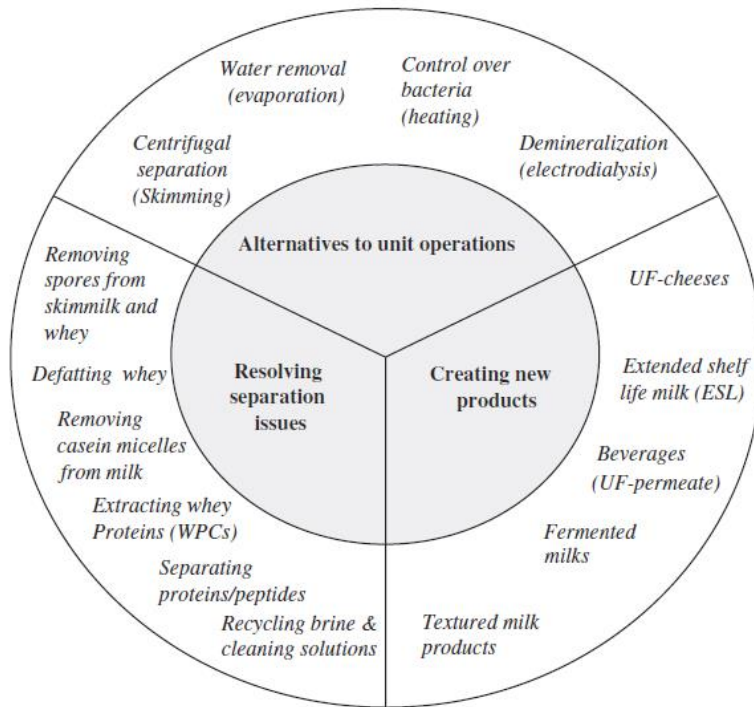 Water removal
(evaporation)
Control over
bacteria
(heating)
Centrifugal
separation
(Skimming)
Demineralization
(electrodialysis)
Alternatives to unit operations
Removing
spores from
skimmilk and
whey
Defatting whey
Removing
casein micelles
from milk
Extracting whey
Proteins (WPCs)
Separating
proteins/peptides
Recycling brine &
cleaning solutions
Resolving
separation
issues
Creating new
products
UF-cheeses
Extended shelf
life milk (ESL)
Beverages
(UF-permeate)
Fermented
milks
Textured milk
products